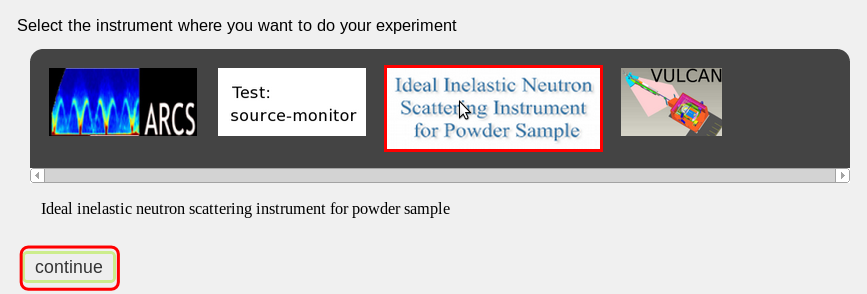 Select the instrument where you want to do your experiment
ARCS
Test:
source-monitor
Ideal Inelastic Neutron
Scattering Instrument
for Powder Sample
VULCAN
Ideal inelastic neutron scattering instrument for powder sample
continue